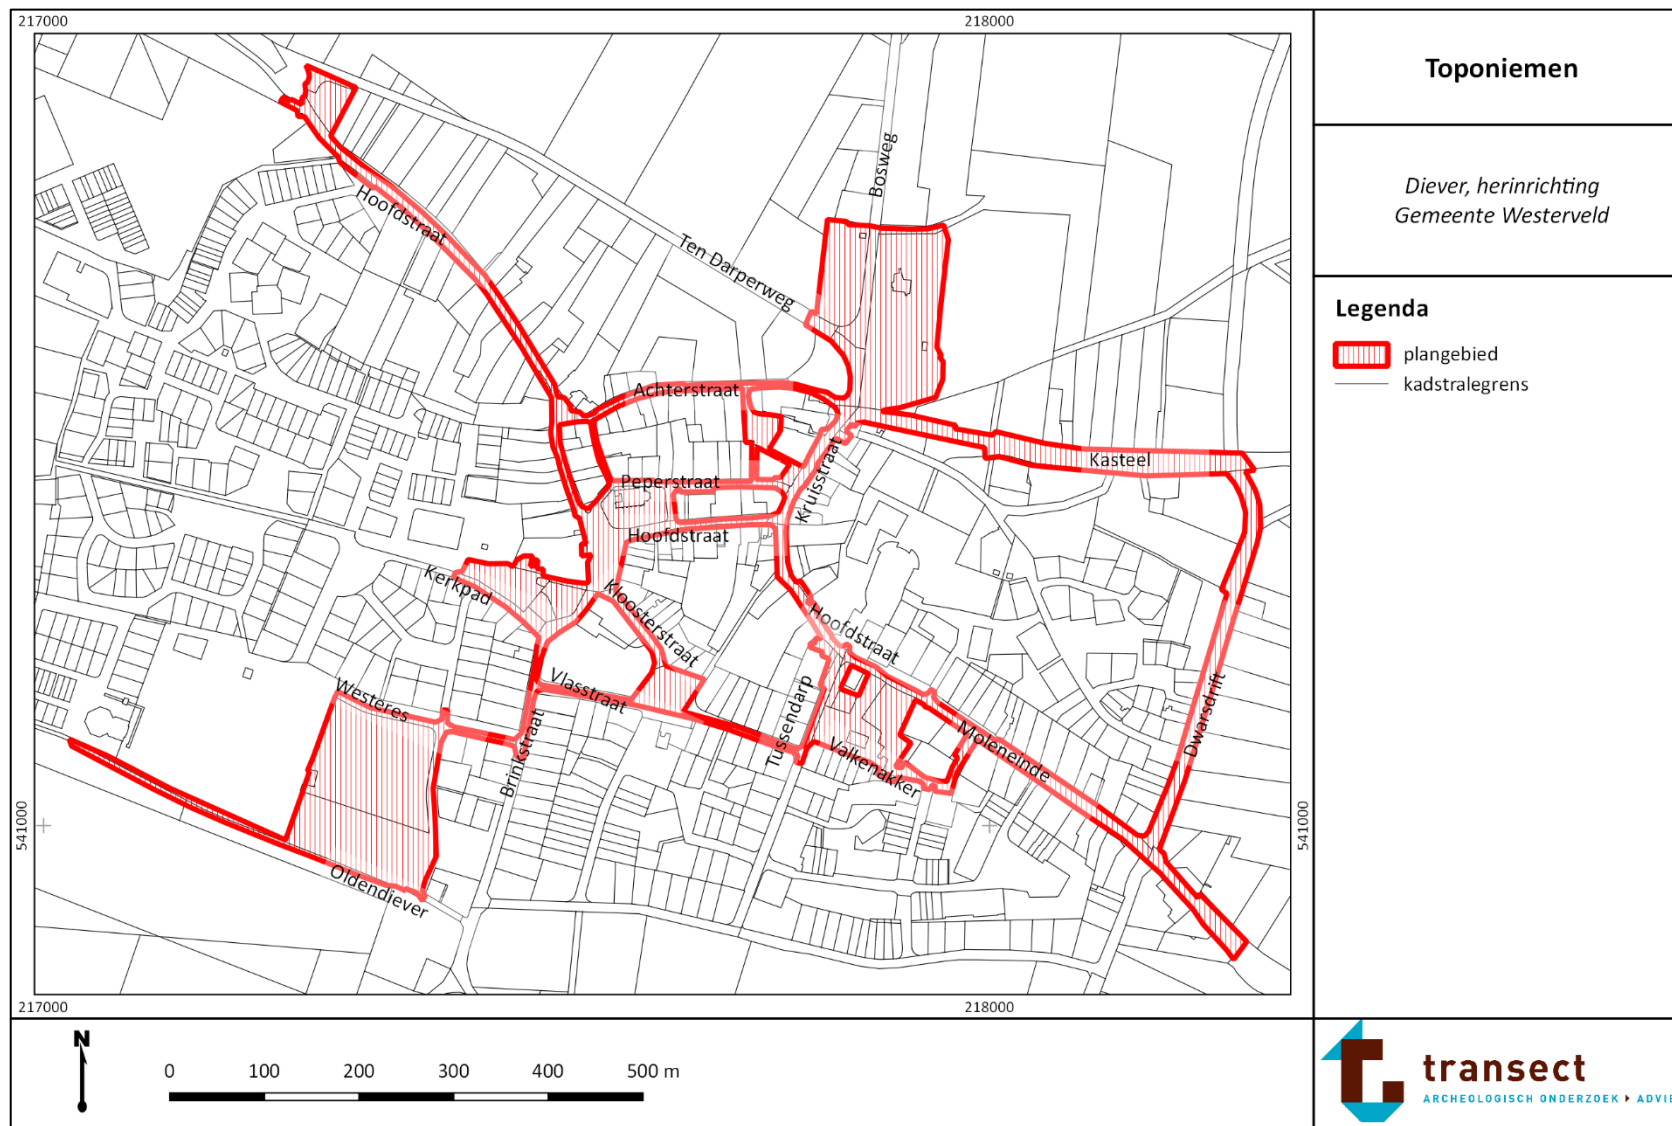 217000
218000
Toponiemen
Diever, herinrichting
Gemeente Westerveld
Legenda
plangebied
kadstralegrens
Hoofdstraat
Bosweg
Ten Darperweg
Achterstraat
Kasteel
Peperstraat
Kruisstraat
Hoofdstraat
Kerkpad
Kloosterstraat
Hoofdstraat
Westeres
Vlasstraat
Brinkstraat
Tussendarp
Valkenakker
Moleneinde
Dwarsdrift
Oldendiever
541000
541000
217000
218000
N
0 100 200 300 400 500 m
transect
ARCHEOLOGISCH ONDERZOEK ADVIE